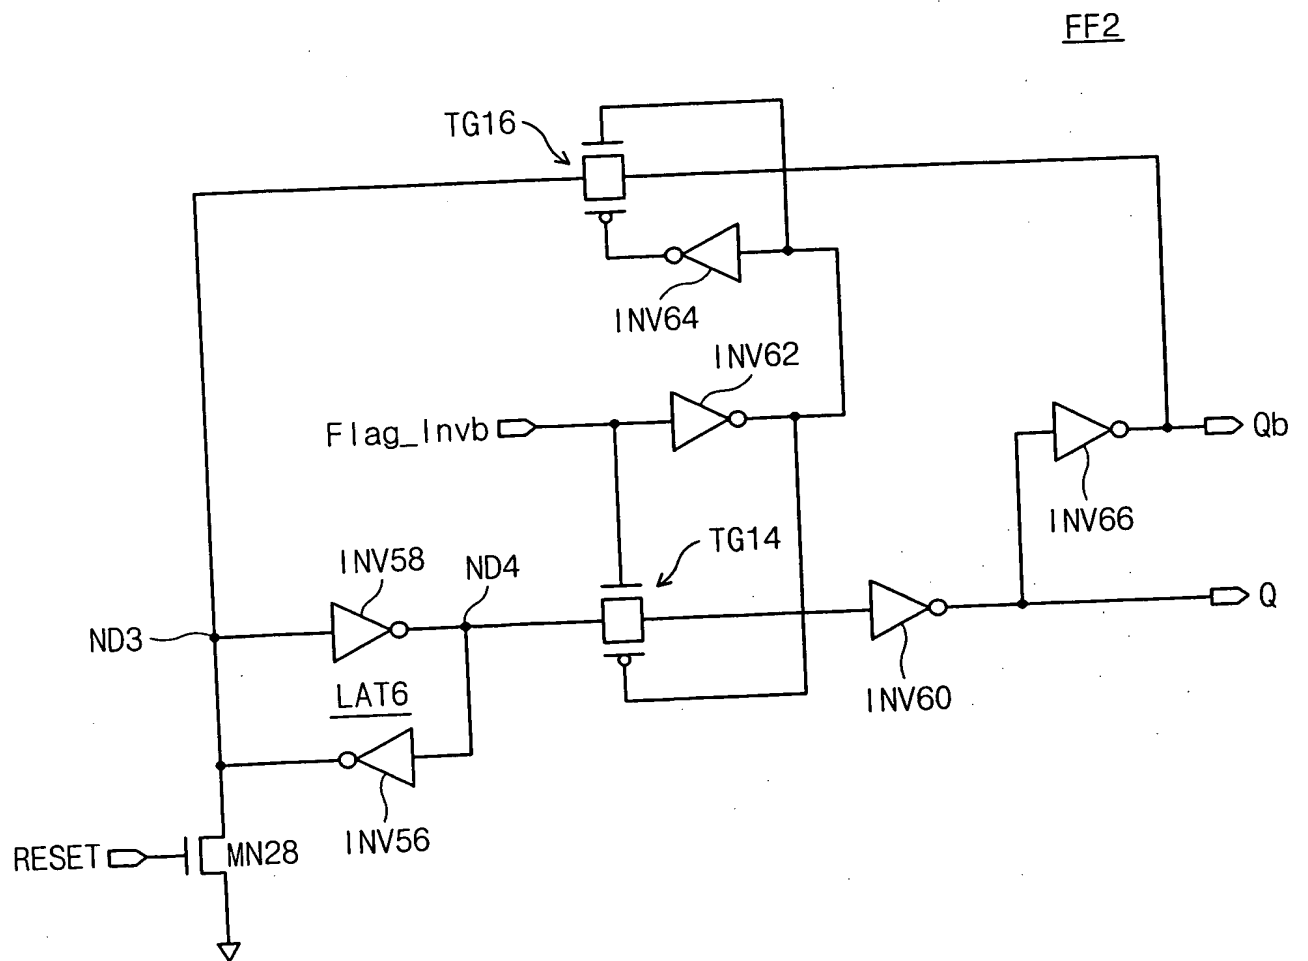 FF2
TG16
INV64
INV62
Flag_Invb
Qb
INV66
TG14
INV58
ND4
Q
ND3
INV60
LAT6
INV56
RESET
MN28